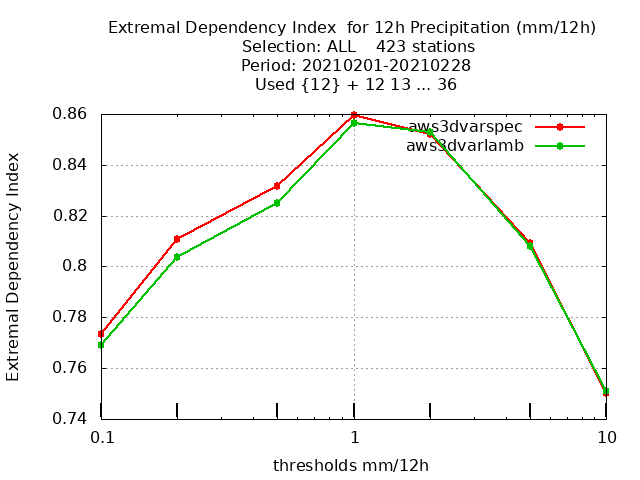 Extremal Dependency Index  for 12h Precipitation (mm/12h)
Selection: ALL    423 stations
Period: 20210201-20210228
Used {12} + 12 13 ... 36
aws3dvarspec
aws3dvarlamb
0.86
0.84
0.82
0.8
0.78
0.76
0.74
Extremal Dependency Index
0.1 1 10
thresholds mm/12h